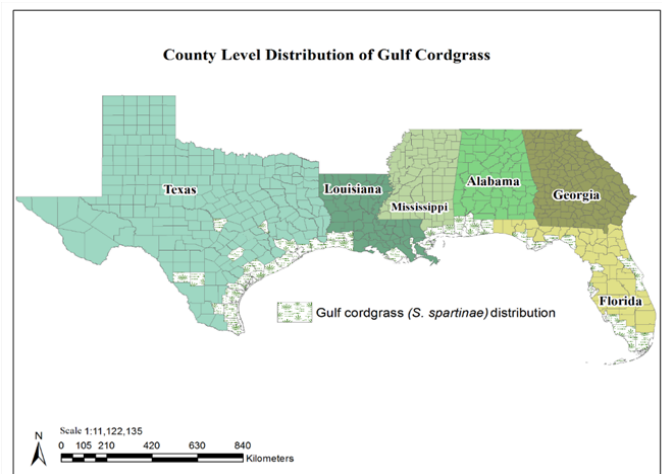 County Level Distribution of Gulf Cordgrass
Texas
Louisiana
Mississippi
Alabama
Georgia
Florida
Gulf cordgrass (S. spartinae) distribution
N
Scale 1:11,122,135
0 105 210 420 630 840
Kilometers